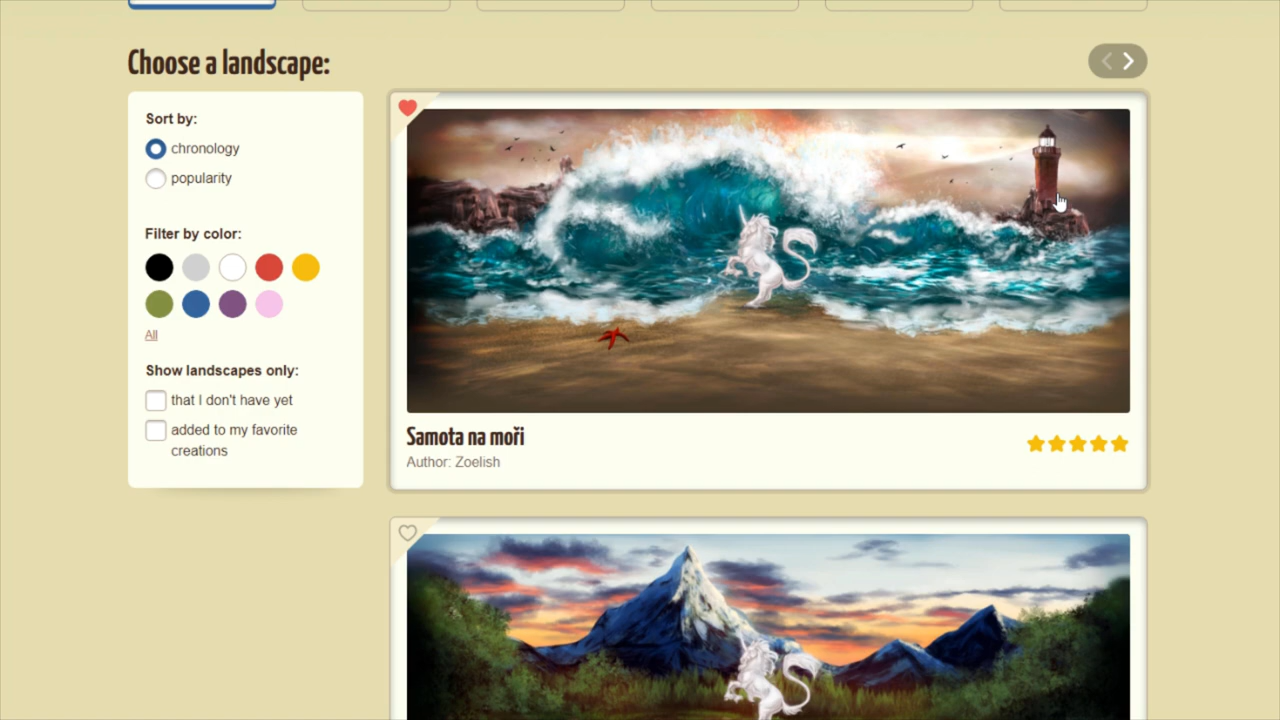 Choose a landscape:
Sort by:
chronology
popularity
Filter by color:
All
Show landscapes only:
that I don't have yet
added to my favorite
creations
Samota na moři
Author: Zoelish